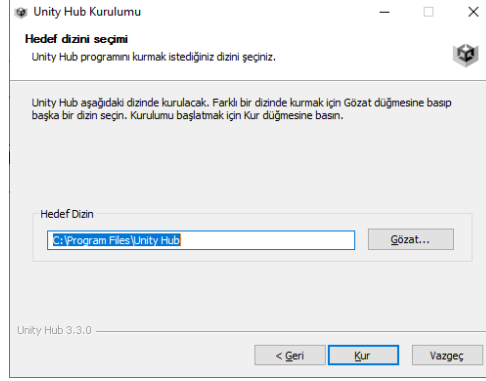 Unity Hub Kurulumu
Hedef dizini seçimi
Unity Hub programını kurmak istediğiniz dizini seçiniz.
Unity Hub aşağıdaki dizinde kurulacak. Farklı bir dizinde kurmak için Gözat düğmesine basıp
başka bir dizin seçin. Kurulumu başlatmak için Kur düğmesine basın.
Hedef Dizin
C:\Program Files\Unity Hub
Gözat...
Unity Hub 3.3.0
< Geri
Kur
Vazgeç